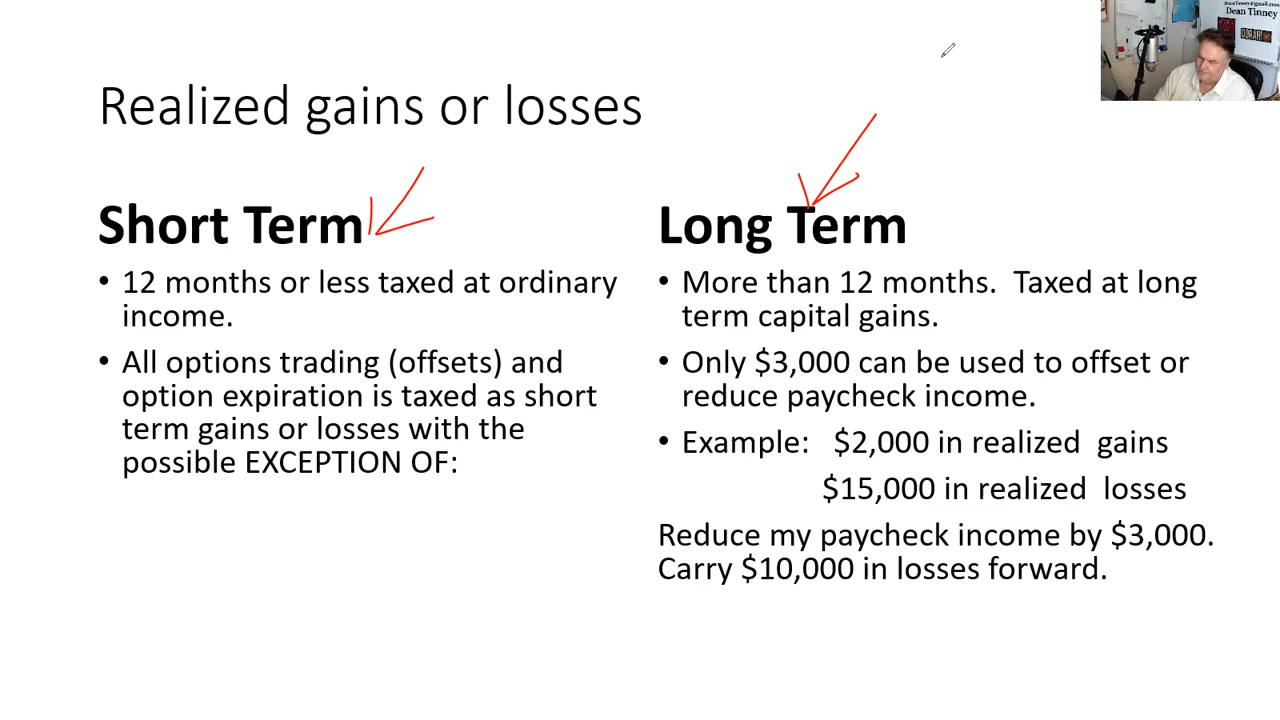 DeanTinney@gmail.com
Dean Tinney
OORAH!
Realized gains or losses
Short Term
• 12 months or less taxed at ordinary
income.
• All options trading (offsets) and
option expiration is taxed as short
term gains or losses with the
possible EXCEPTION OF:
Long Term
• More than 12 months.  Taxed at long
term capital gains.
• Only $3,000 can be used to offset or
reduce paycheck income.
• Example:   $2,000 in realized  gains
$15,000 in realized  losses
Reduce my paycheck income by $3,000.
Carry $10,000 in losses forward.